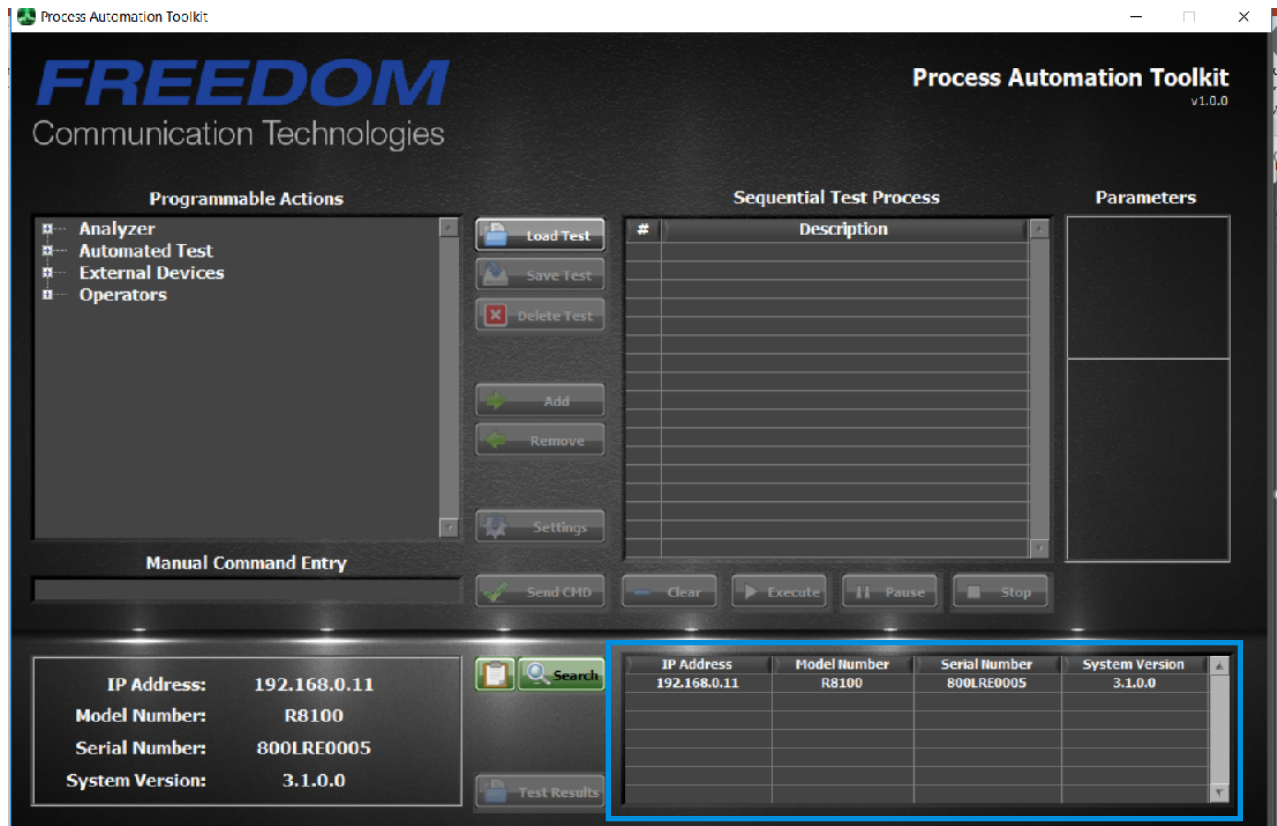 Process Automation Toolkit
FREEDOM
Communication Technologies
Process Automation Toolkit
v1.0.0
Programmable Actions
Analyzer
Automated Test
External Devices
Operators
Load Test
Save Test
Delete Test
Add
Remove
Settings
Sequential Test Process
# Description
Parameters
Manual Command Entry
Send CMD Clear Execute Pause Stop
IP Address: 192.168.0.11
Model Number: R8100
Serial Number: 800LRE0005
System Version: 3.1.0.0
Search
Test Results
IP Address Model Number Serial Number System Version
192.168.0.11 R8100 800LRE0005 3.1.0.0